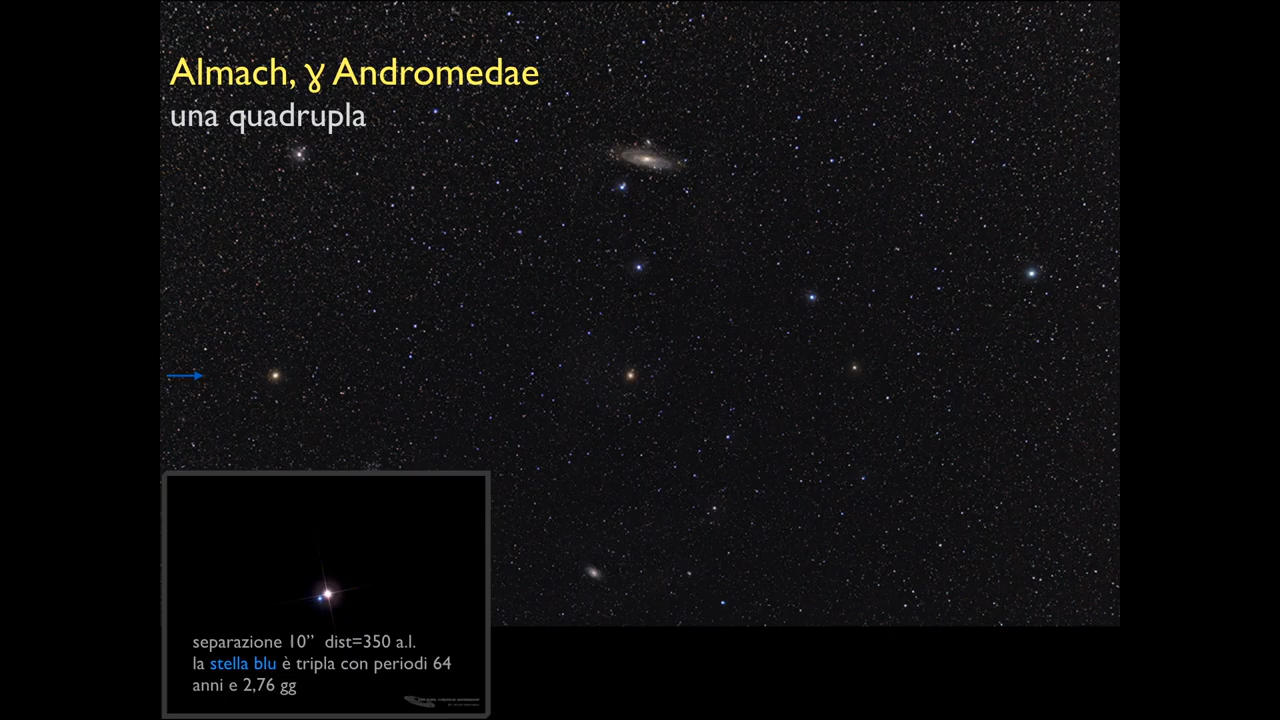 Almach, γ Andromedae
una quadrupla
separazione 10” dist=350 a.l.
la stella blu è tripla con periodi 64
anni e 2,76 gg